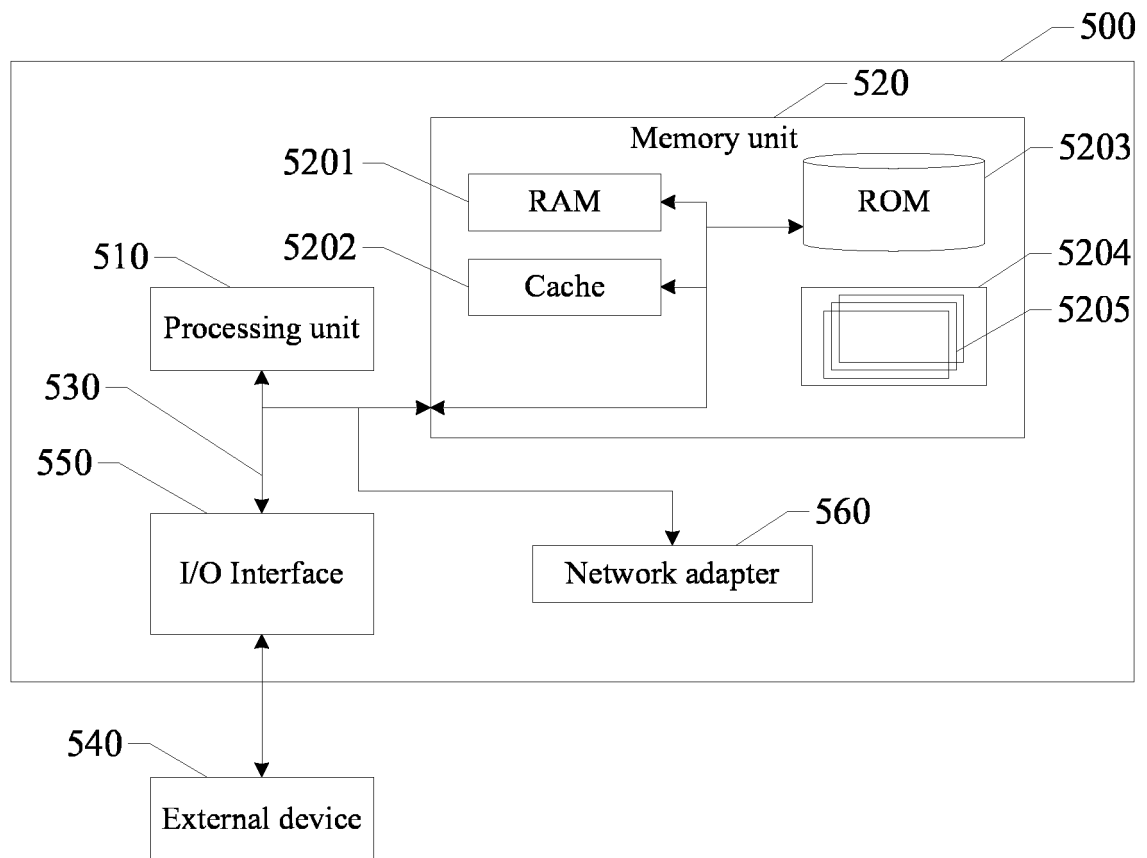 500
520
Memory unit
5201
RAM
5203
ROM
5202
Cache
5204
5205
510
Processing unit
530
550
I/O Interface
560
Network adapter
540
External device